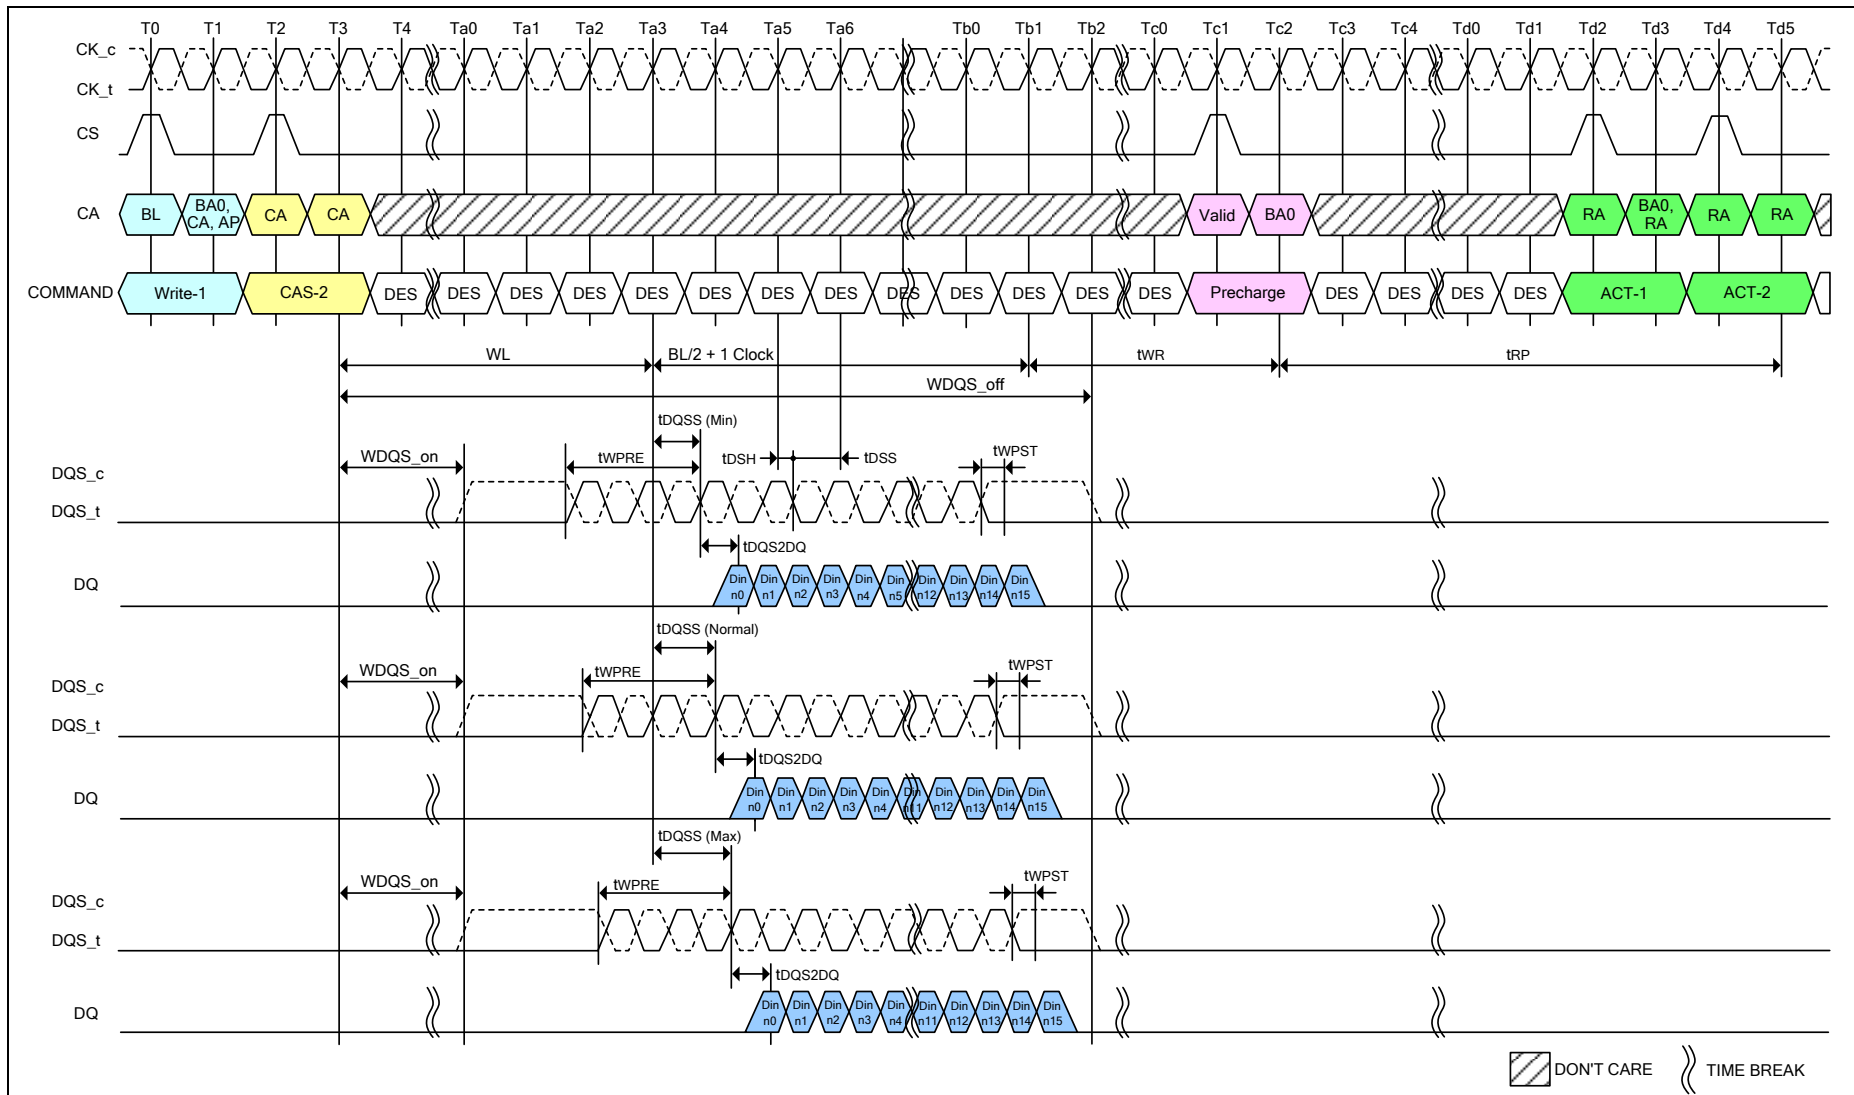 T0 T1 T2 T3 T4 Ta0 Ta1 Ta2 Ta3 Ta4 Ta5 Ta6 Tb0 Tb1 Tb2 Tc0 Tc1 Tc2 Tc3 Tc4 Td0 Td1 Td2 Td3 Td4 Td5
CK_c
CK_t
CS
CA BL BA0, CA, AP CA CA Valid BA0 RA BA0, RA RA RA
COMMAND Write-1 CAS-2 DES DES DES DES DES DES DES DES DES DES DES DES DES Precharge DES DES DES DES ACT-1 ACT-2
WL BL/2 + 1 Clock tWR tRP
WDQS_off
tDQSS (Min)
WDQS_on tWPRE tDSH tDSS tWPST
DQS_c
DQS_t
tDQS2DQ
DQ Din n0 Din n1 Din n2 Din n3 Din n4 Din n5 Din n12 Din n13 Din n14 Din n15
tDQSS (Normal)
WDQS_on tWPRE tWPST
DQS_c
DQS_t
tDQS2DQ
DQ Din n0 Din n1 Din n2 Din n3 Din n4 Din n11 Din n12 Din n13 Din n14 Din n15
tDQSS (Max)
WDQS_on tWPRE tWPST
DQS_c
DQS_t
tDQS2DQ
DQ Din n0 Din n1 Din n2 Din n3 Din n4 Din n11 Din n12 Din n13 Din n14 Din n15
DON'T CARE TIME BREAK